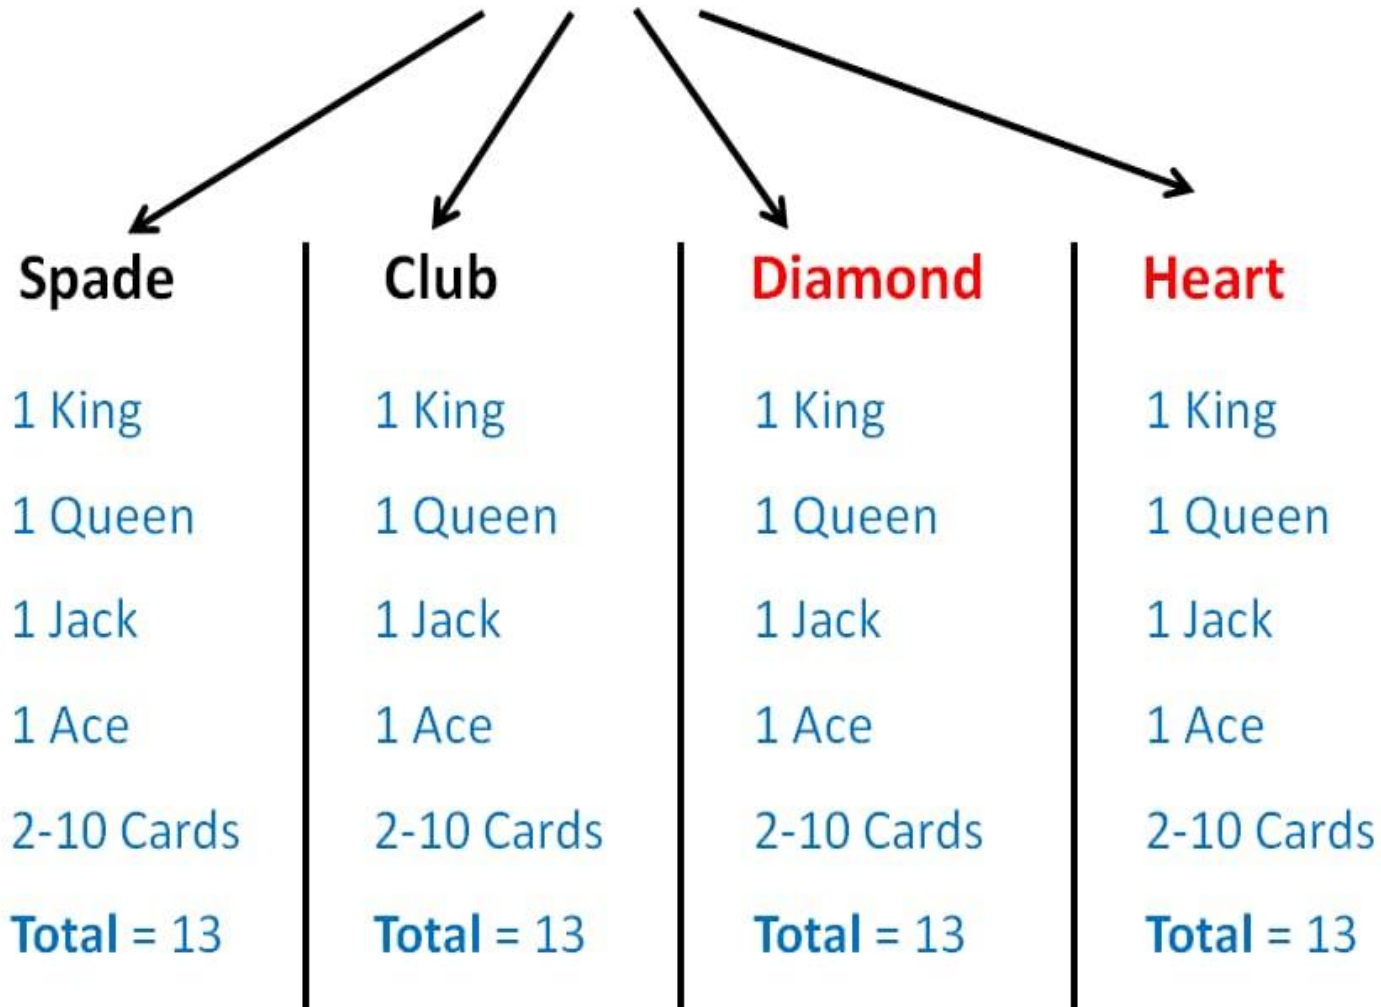 Spade
1 King
1 Queen
1 Jack
1 Ace
2-10 Cards
Total = 13
Club
1 King
1 Queen
1 Jack
1 Ace
2-10 Cards
Total = 13
Diamond
1 King
1 Queen
1 Jack
1 Ace
2-10 Cards
Total = 13
Heart
1 King
1 Queen
1 Jack
1 Ace
2-10 Cards
Total = 13